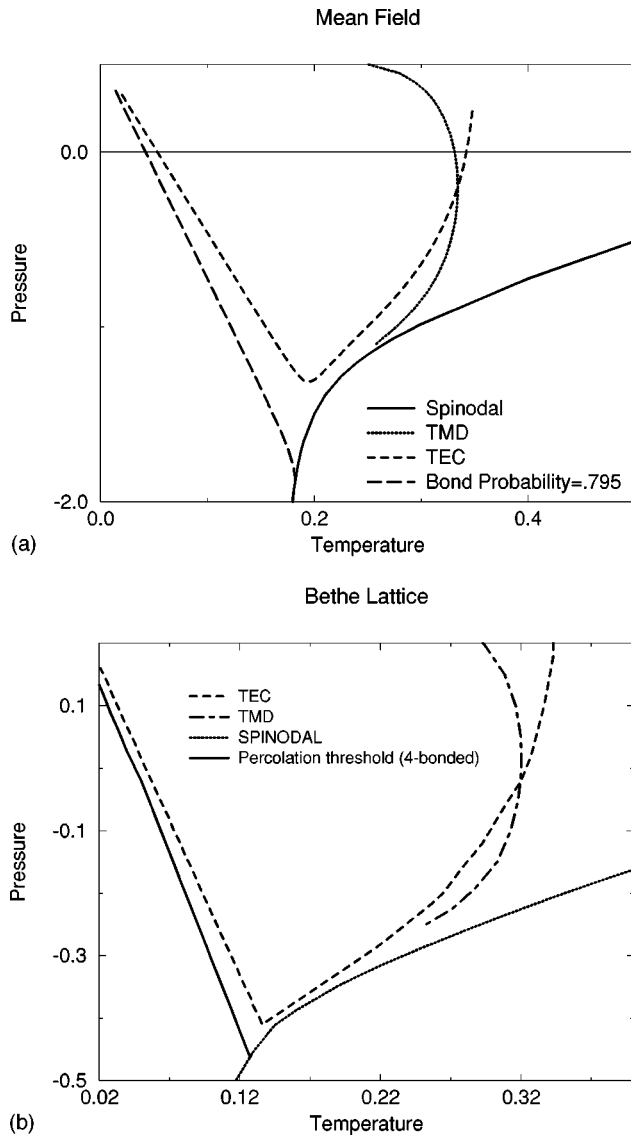 Mean Field
0.0
Pressure
-2.0
0.0
0.2
0.4
Spinodal
TMD
TEC
Bond Probability=.795
(a)
Temperature
Bethe Lattice
0.1
-0.1
-0.3
-0.5
Pressure
TEC
TMD
SPINODAL
Percolation threshold (4-bonded)
0.02
0.12
0.22
0.32
(b)
Temperature